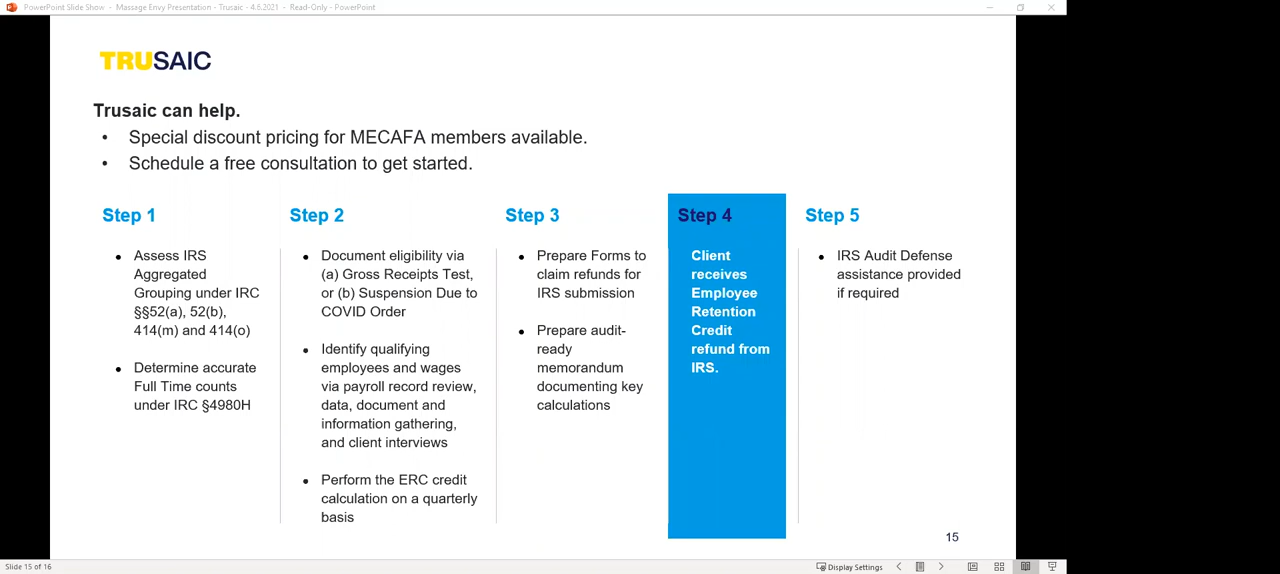 PowerPoint Slide Show - Massage Envy Presentation - Trusaic - 4.8.2021 - Read-Only - PowerPoint
TRUSAIC
Trusaic can help.
• Special discount pricing for MECAFA members available.
• Schedule a free consultation to get started.
Step 1
• Assess IRS
Aggregated
Grouping under IRC
§§52(a), 52(b),
414(m) and 414(o)
• Determine accurate
Full Time counts
under IRC §4980H
Step 2
• Document eligibility via
(a) Gross Receipts Test,
or (b) Suspension Due to
COVID Order
• Identify qualifying
employees and wages
via payroll record review,
data, document and
information gathering,
and client interviews
• Perform the ERC credit
calculation on a quarterly
basis
Step 3
• Prepare Forms to
claim refunds for
IRS submission
• Prepare audit-
ready
memorandum
documenting key
calculations
Step 4
Client
receives
Employee
Retention
Credit
refund from
IRS.
Step 5
• IRS Audit Defense
assistance provided
if required
15
Slide 15 of 16
Display Settings